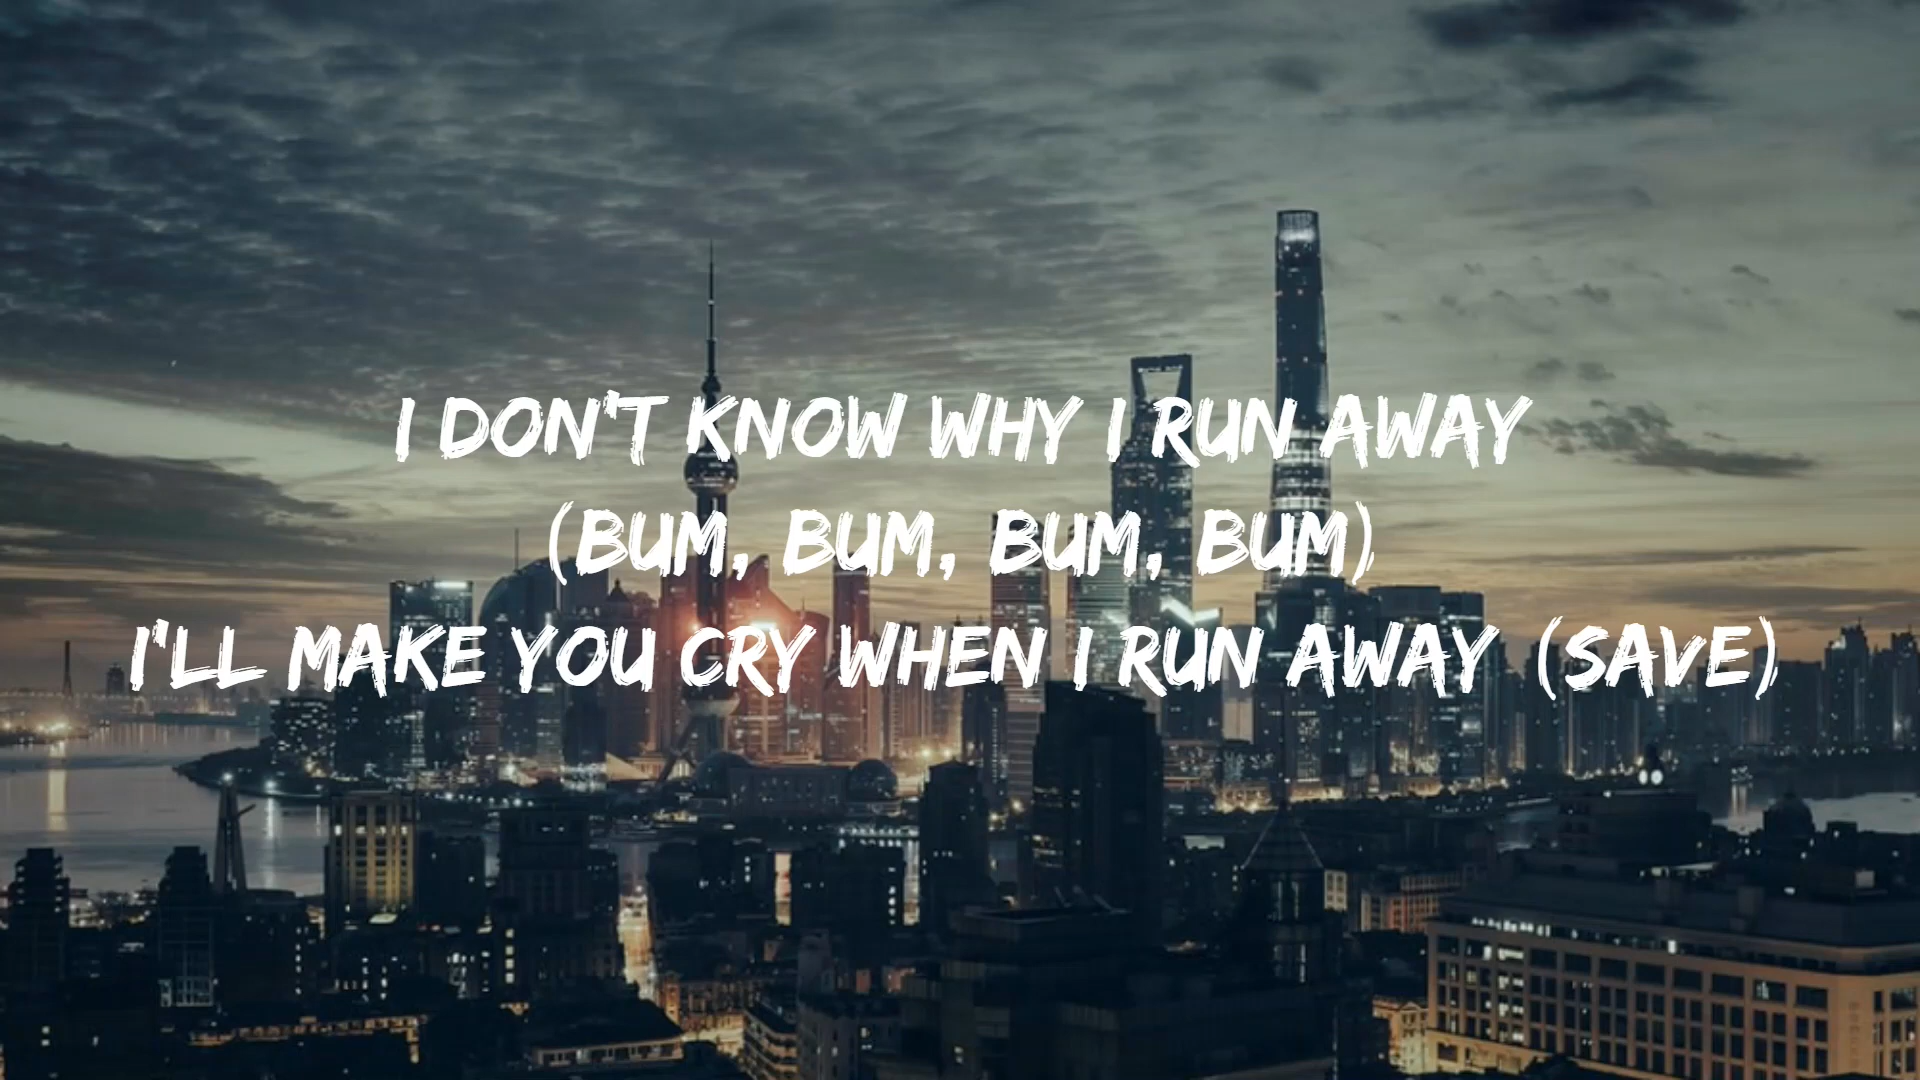 I DON'T KNOW WHY I RUN AWAY
(BUM, BUM, BUM, BUM)
I'LL MAKE YOU CRY WHEN I RUN AWAY (SAVE)